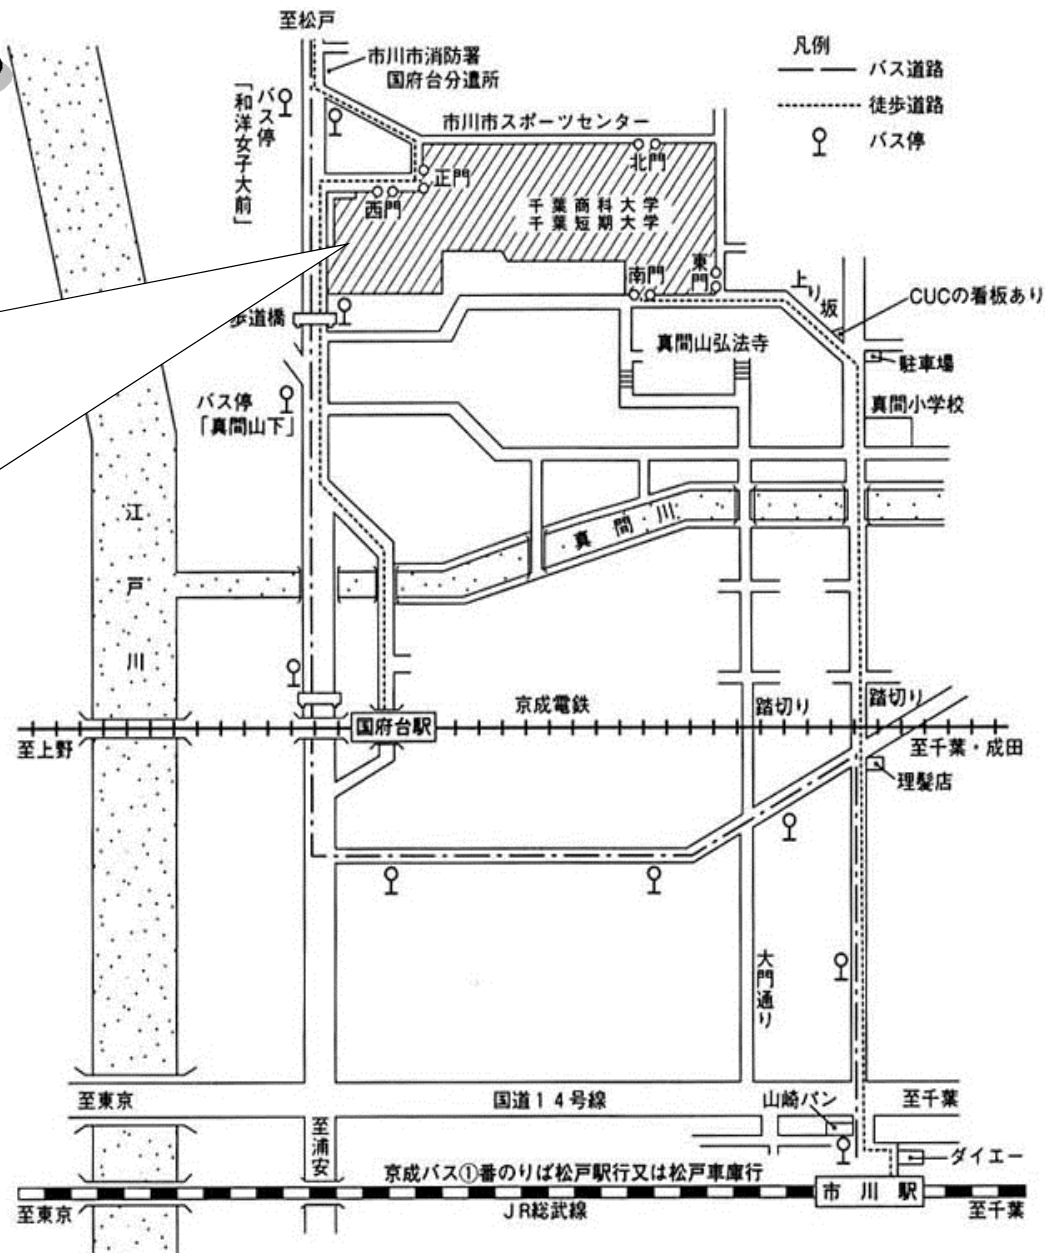 至松戸
市川市消防署
国府台分遣所
凡例
バス道路
徒歩道路
バス停
バス停
「和洋女子大前」
市川市スポーツセンター
正門
北門
西門
千葉商科大学
千葉短期大学
南門
東門
上り坂
CUCの看板あり
歩道橋
真間山弘法寺
駐車場
バス停
「真間山下」
真間小学校
江戸川
真間川
京成電鉄
踏切り
踏切り
国府台駅
至上野
至千葉・成田
理髪店
大門通り
至東京
国道14号線
山崎パン
至千葉
至浦安
ダイエー
京成バス①番のりば松戸駅行又は松戸車庫行
市川駅
至東京
JR総武線
至千葉